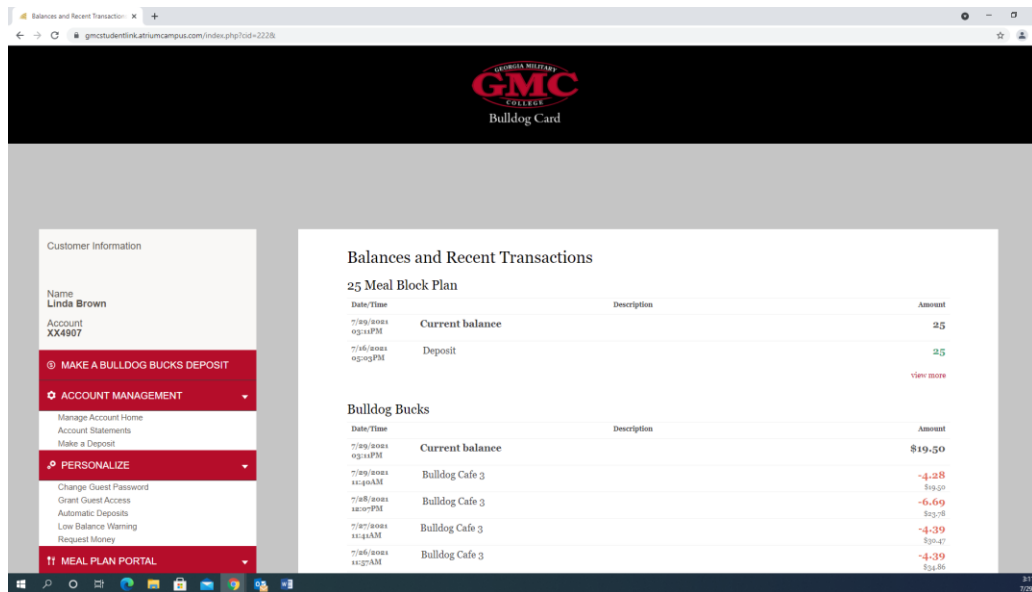 Balances and Recent Transaction
gmcstudentlink.atriumcampus.com/index.php?cid=222&
GEORGIA MILITARY
GMC
COLLEGE
Bulldog Card
Customer Information
Name
Linda Brown
Account
XX4907
MAKE A BULLDOG BUCKS DEPOSIT
ACCOUNT MANAGEMENT
Manage Account Home
Account Statements
Make a Deposit
PERSONALIZE
Change Guest Password
Grant Guest Access
Automatic Deposits
Low Balance Warning
Request Money
MEAL PLAN PORTAL
Balances and Recent Transactions
25 Meal Block Plan
Date/Time Description Amount
7/29/2021 Current balance 25
03:11PM
7/16/2021 Deposit 25
05:03PM
view more
Bulldog Bucks
Date/Time Description Amount
7/29/2021 Current balance $19.50
03:11PM
7/29/2021 Bulldog Cafe 3 -4.28
11:40AM $19.50
7/28/2021 Bulldog Cafe 3 -6.69
12:07PM $23.78
7/27/2021 Bulldog Cafe 3 -4.39
11:41AM $30.47
7/26/2021 Bulldog Cafe 3 -4.39
11:57AM $34.86